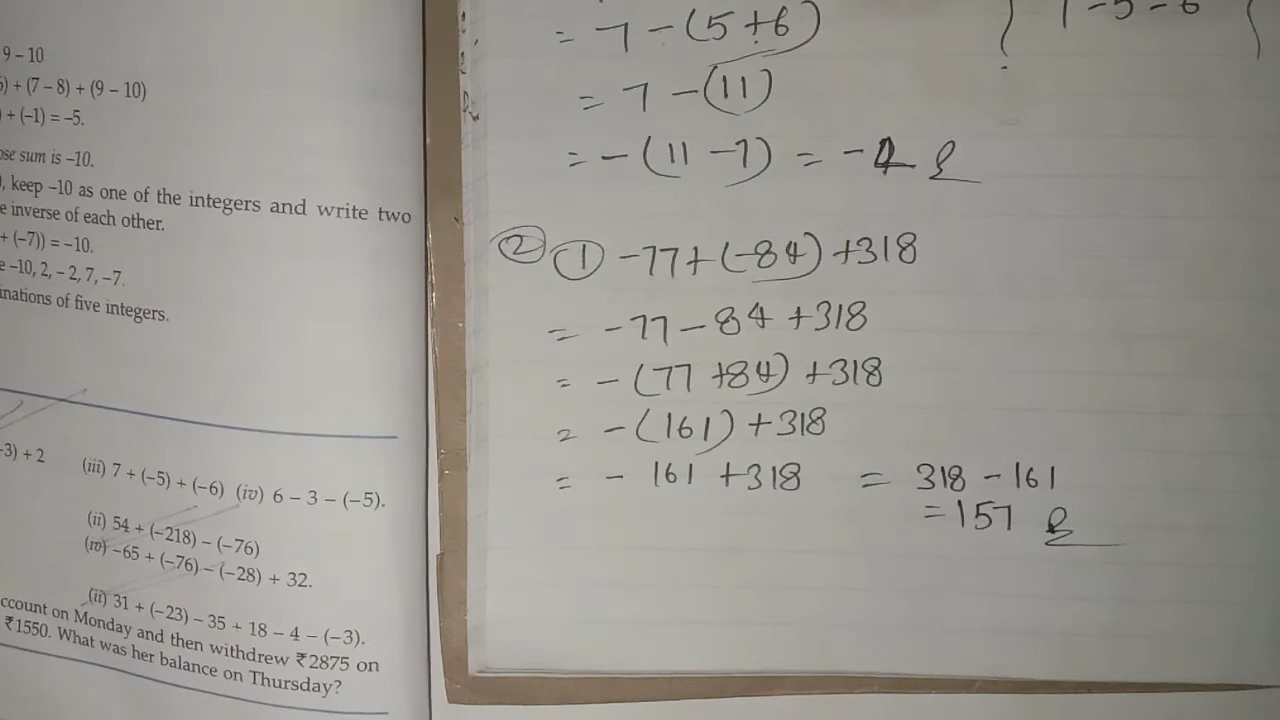 9 – 10
) + (7 – 8) + (9 – 10)
+ (–1) = –5.
ose sum is –10.
, keep –10 as one of the integers and write two
e inverse of each other.
+ (–7)) = –10.
e –10, 2, – 2, 7, –7.
inations of five integers.
–3) + 2 (iii) 7 + (–5) + (–6) (iv) 6 – 3 – (–5).
(ii) 54 + (–218) – (–76)
(iv) –65 + (–76) – (–28) + 32.
(ii) 31 + (–23) – 35 + 18 – 4 – (–3).
ccount on Monday and then withdrew ₹2875 on
₹1550. What was her balance on Thursday?
= 7 - (5+6)
= 7 - (11)
= - (11 - 7) = -4
② ① -77 + (-84) + 318
= -77 - 84 + 318
= - (77 + 84) + 318
= - (161) + 318
= - 161 + 318 = 318 - 161
= 157